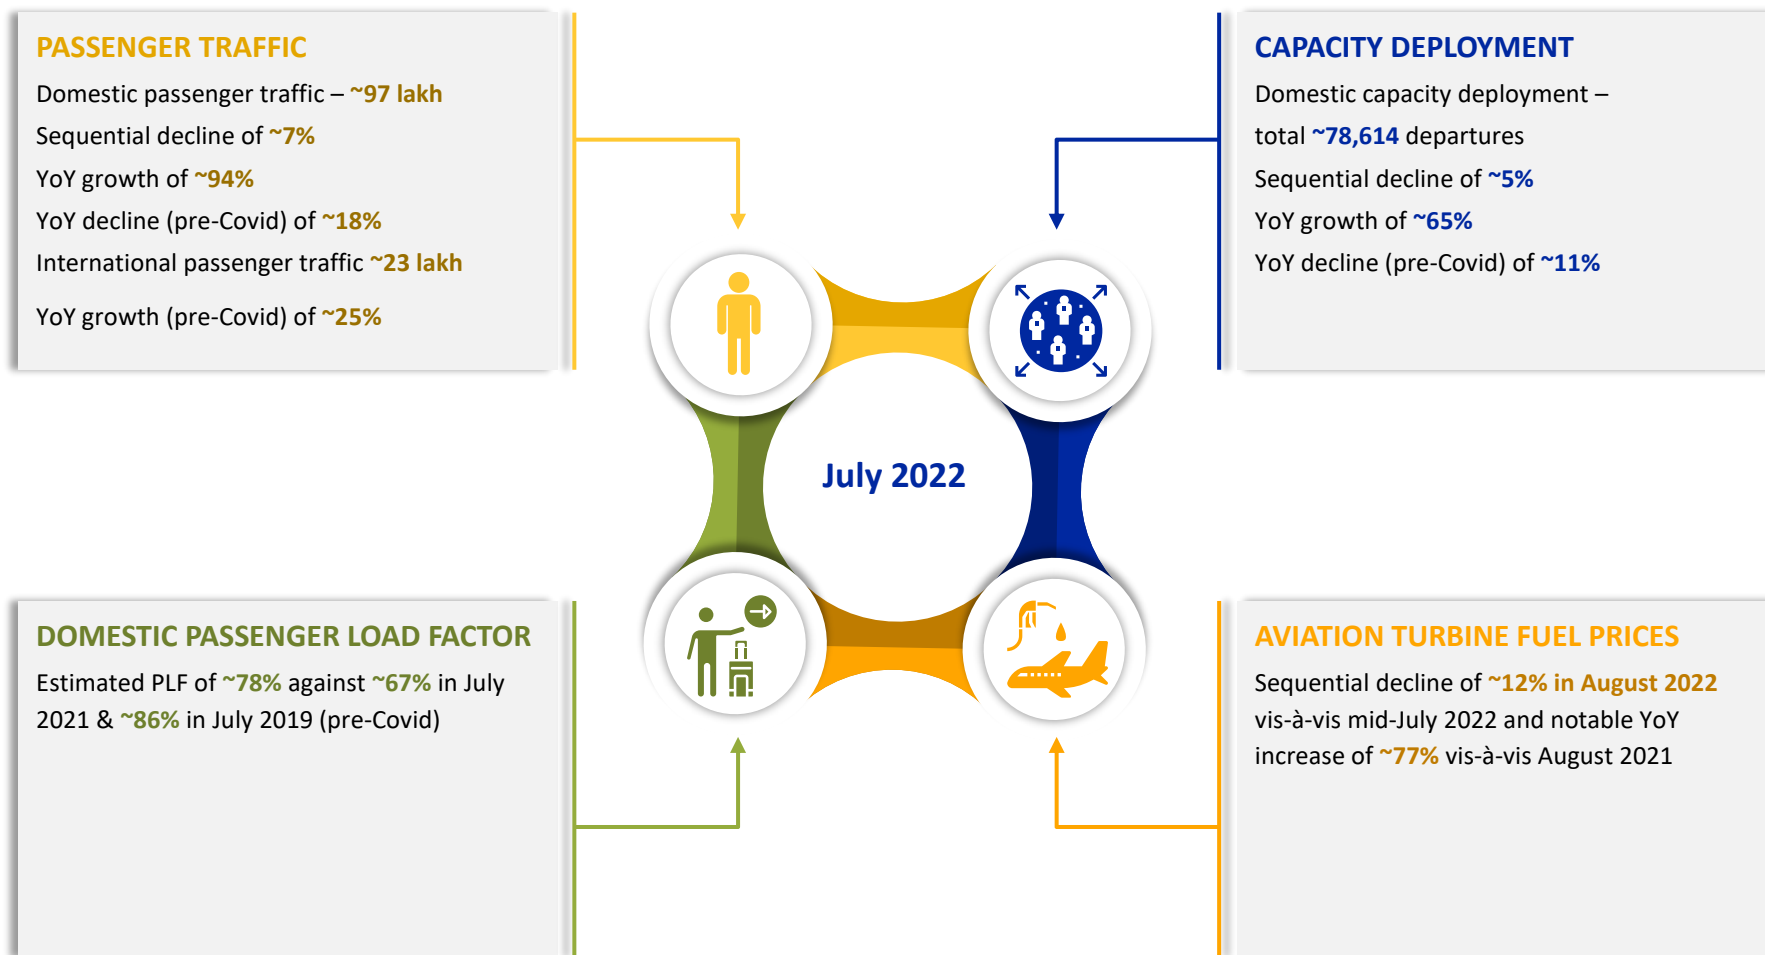 PASSENGER TRAFFIC
Domestic passenger traffic – ~97 lakh
Sequential decline of ~7%
YoY growth of ~94%
YoY decline (pre-Covid) of ~18%
International passenger traffic ~23 lakh
YoY growth (pre-Covid) of ~25%
CAPACITY DEPLOYMENT
Domestic capacity deployment –
total ~78,614 departures
Sequential decline of ~5%
YoY growth of ~65%
YoY decline (pre-Covid) of ~11%
July 2022
DOMESTIC PASSENGER LOAD FACTOR
Estimated PLF of ~78% against ~67% in July
2021 & ~86% in July 2019 (pre-Covid)
AVIATION TURBINE FUEL PRICES
Sequential decline of ~12% in August 2022
vis-à-vis mid-July 2022 and notable YoY
increase of ~77% vis-à-vis August 2021